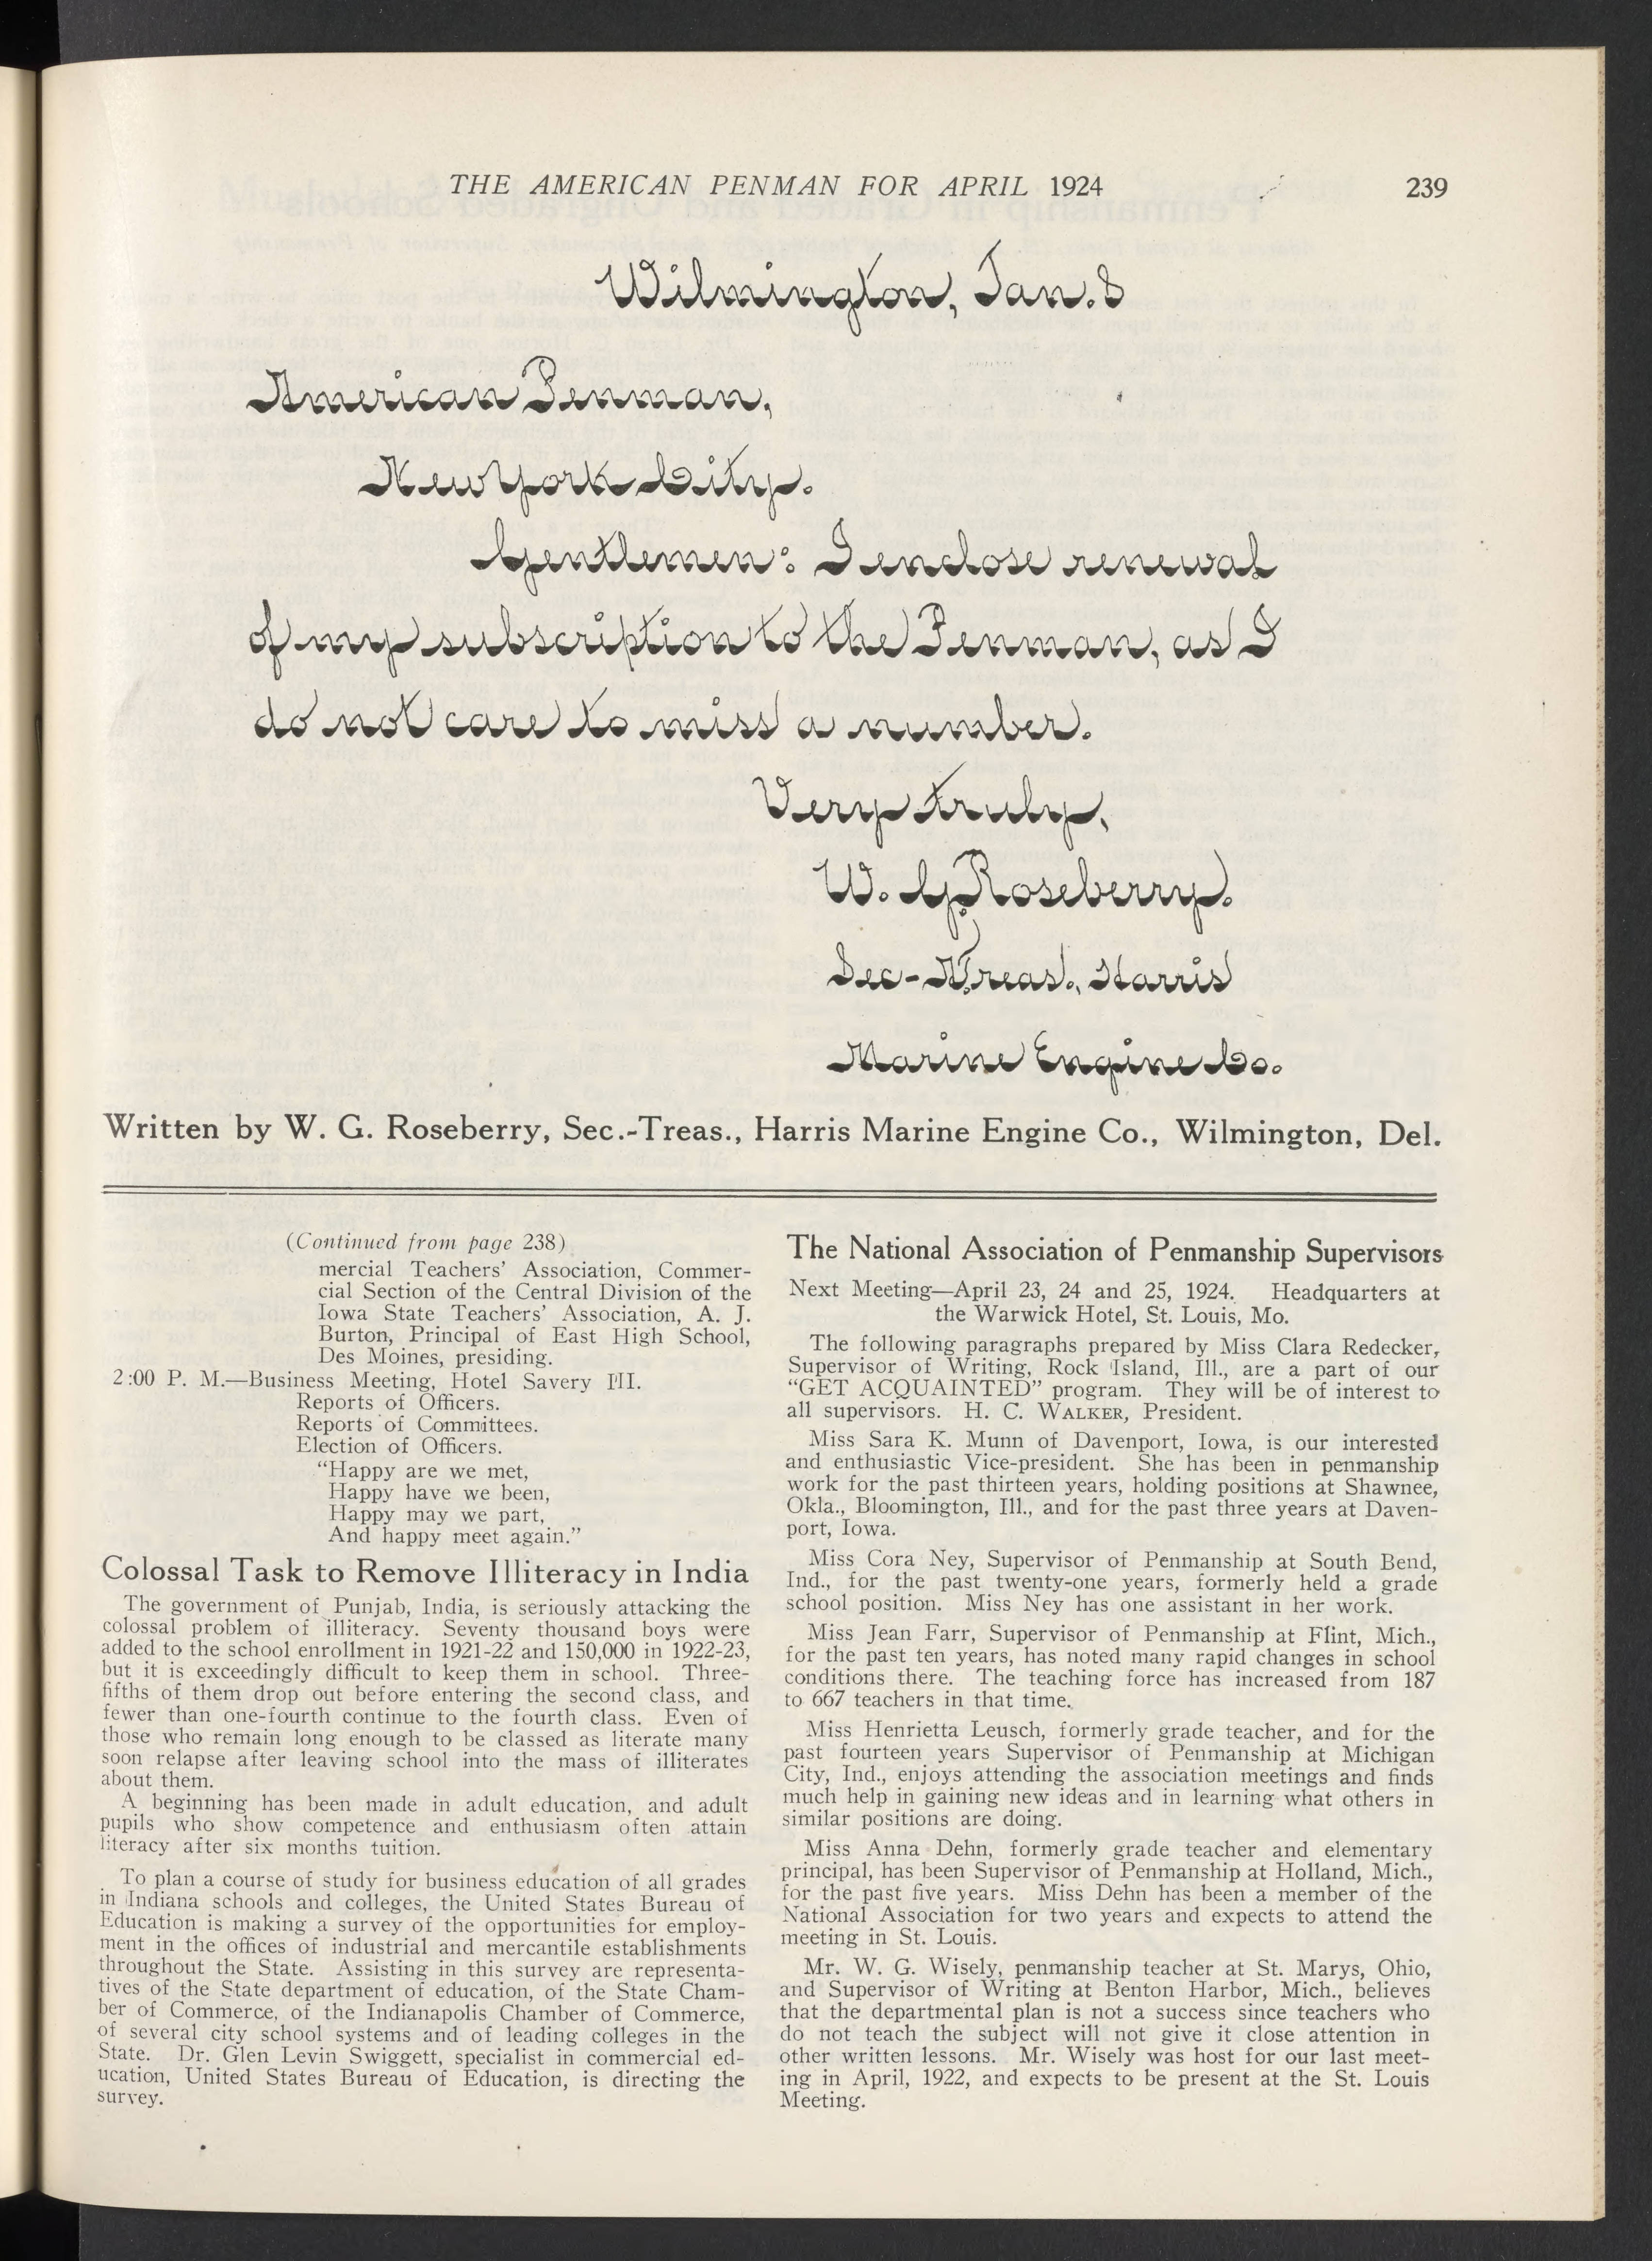 THE AMERICAN PENMAN FOR APRIL 1924 239
Wilmington, Jan. 8
American Penman,
New York City.
Gentlemen: I enclose renewal
of my subscription to the Penman, as I
do not care to miss a number.
Very truly,
W. G. Roseberry.
Sec-Treas., Harris
Marine Engine Co.
Written by W. G. Roseberry, Sec.-Treas., Harris Marine Engine Co., Wilmington, Del.
(Continued from page 238)
mercial Teachers' Association, Commer-
cial Section of the Central Division of the
Iowa State Teachers' Association, A. J.
Burton, Principal of East High School,
Des Moines, presiding.
2:00 P. M.—Business Meeting, Hotel Savery III.
Reports of Officers.
Reports of Committees.
Election of Officers.
"Happy are we met,
Happy have we been,
Happy may we part,
And happy meet again."
Colossal Task to Remove Illiteracy in India
The government of Punjab, India, is seriously attacking the
colossal problem of illiteracy. Seventy thousand boys were
added to the school enrollment in 1921-22 and 150,000 in 1922-23,
but it is exceedingly difficult to keep them in school. Three-
fifths of them drop out before entering the second class, and
fewer than one-fourth continue to the fourth class. Even of
those who remain long enough to be classed as literate many
soon relapse after leaving school into the mass of illiterates
about them.
A beginning has been made in adult education, and adult
pupils who show competence and enthusiasm often attain
literacy after six months tuition.
To plan a course of study for business education of all grades
in Indiana schools and colleges, the United States Bureau of
Education is making a survey of the opportunities for employ-
ment in the offices of industrial and mercantile establishments
throughout the State. Assisting in this survey are representa-
tives of the State department of education, of the State Cham-
ber of Commerce, of the Indianapolis Chamber of Commerce,
of several city school systems and of leading colleges in the
State. Dr. Glen Levin Swiggett, specialist in commercial ed-
ucation, United States Bureau of Education, is directing the
survey.
The National Association of Penmanship Supervisors
Next Meeting—April 23, 24 and 25, 1924. Headquarters at
the Warwick Hotel, St. Louis, Mo.
The following paragraphs prepared by Miss Clara Redecker,
Supervisor of Writing, Rock Island, Ill., are a part of our
"GET ACQUAINTED" program. They will be of interest to
all supervisors. H. C. WALKER, President.
Miss Sara K. Munn of Davenport, Iowa, is our interested
and enthusiastic Vice-president. She has been in penmanship
work for the past thirteen years, holding positions at Shawnee,
Okla., Bloomington, Ill., and for the past three years at Daven-
port, Iowa.
Miss Cora Ney, Supervisor of Penmanship at South Bend,
Ind., for the past twenty-one years, formerly held a grade
school position. Miss Ney has one assistant in her work.
Miss Jean Farr, Supervisor of Penmanship at Flint, Mich.,
for the past ten years, has noted many rapid changes in school
conditions there. The teaching force has increased from 187
to 667 teachers in that time.
Miss Henrietta Leusch, formerly grade teacher, and for the
past fourteen years Supervisor of Penmanship at Michigan
City, Ind., enjoys attending the association meetings and finds
much help in gaining new ideas and in learning what others in
similar positions are doing.
Miss Anna Dehn, formerly grade teacher and elementary
principal, has been Supervisor of Penmanship at Holland, Mich.,
for the past five years. Miss Dehn has been a member of the
National Association for two years and expects to attend the
meeting in St. Louis.
Mr. W. G. Wisely, penmanship teacher at St. Marys, Ohio,
and Supervisor of Writing at Benton Harbor, Mich., believes
that the departmental plan is not a success since teachers who
do not teach the subject will not give it close attention in
other written lessons. Mr. Wisely was host for our last meet-
ing in April, 1922, and expects to be present at the St. Louis
Meeting.